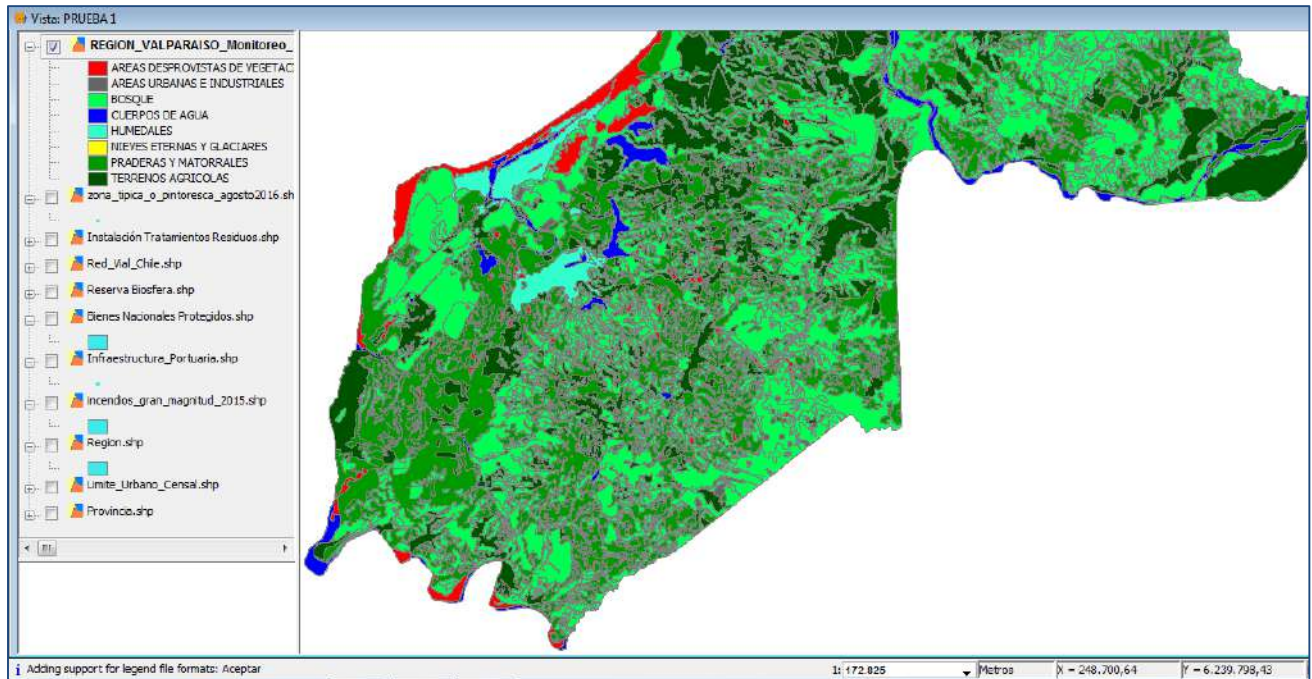 Vista: PRUEBA 1
REGION_VALPARAISO_Monitoreo_
AREAS DESPROVISTAS DE VEGETAC
AREAS URBANAS E INDUSTRIALES
BOSQUE
CUERPOS DE AGUA
HUMEDALES
NIEVES ETERNAS Y GLACIARES
PRADERAS Y MATORRALES
TERRENOS AGRICOLAS
zona_tipica_o_pintoresca_agosto2016.sh
Instalación Tratamientos Residuos.shp
Red_Vial_Chile.shp
Reserva Biosfera.shp
Bienes Nacionales Protegidos.shp
Infraestructura_Portuaria.shp
incendios_gran_magnitud_2015.shp
Region.shp
Limite_Urbano_Censal.shp
Provincia.shp
Adding support for legend file formats: Aceptar
1: 172.825
Metros
X = 248.700,64
Y = 6.239.798,43